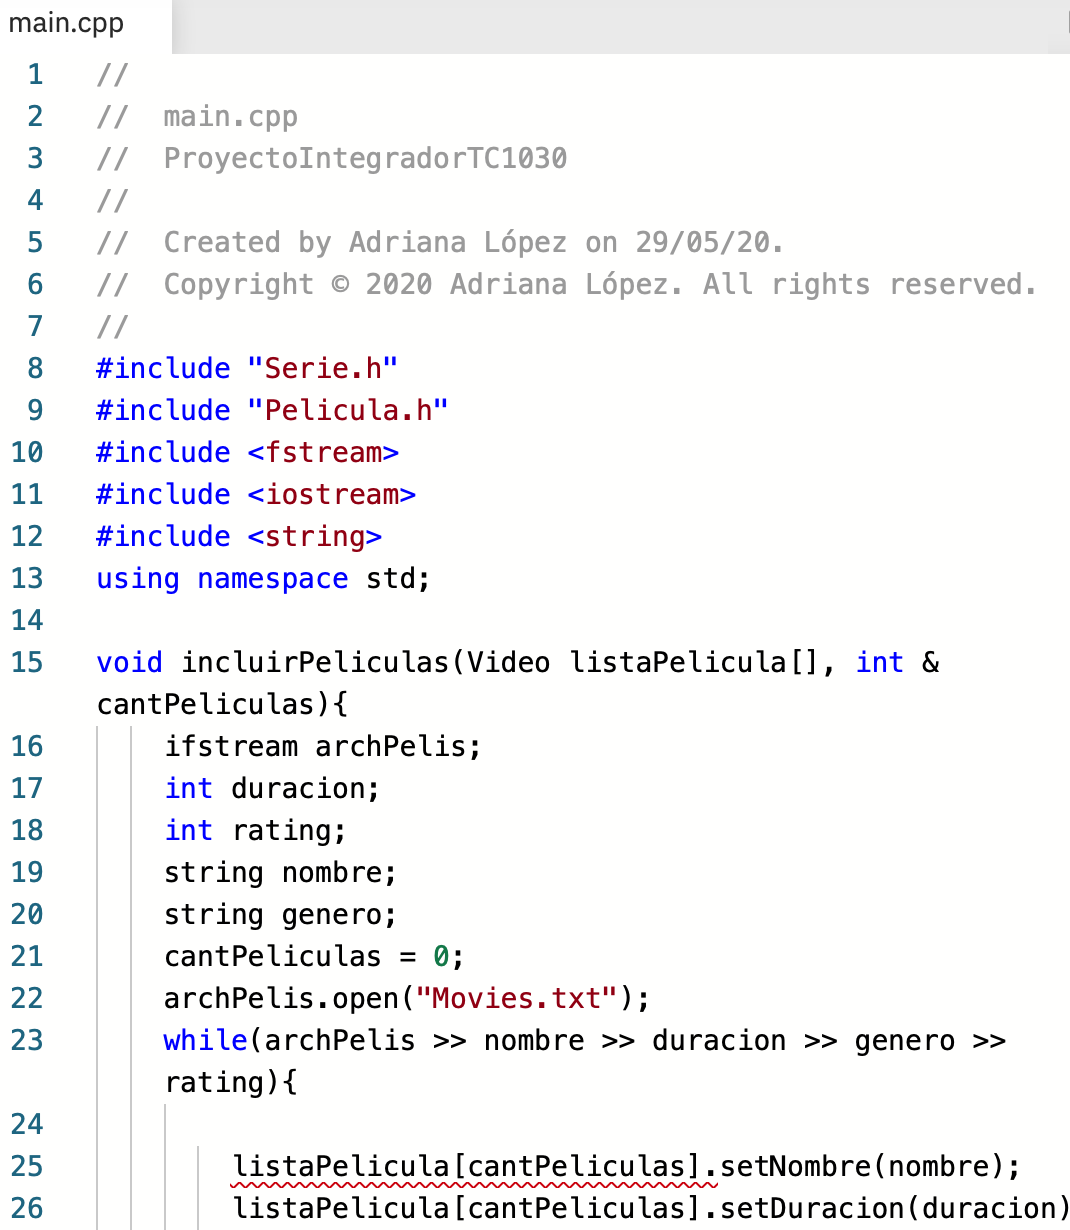 main.cpp
1 //
2 // main.cpp
3 // ProyectoIntegradorTC1030
4 //
5 // Created by Adriana López on 29/05/20.
6 // Copyright © 2020 Adriana López. All rights reserved.
7 //
8 #include "Serie.h"
9 #include "Pelicula.h"
10 #include <fstream>
11 #include <iostream>
12 #include <string>
13 using namespace std;
14
15 void incluirPeliculas(Video listaPelicula[], int &
cantPeliculas){
16 ifstream archPelis;
17 int duracion;
18 int rating;
19 string nombre;
20 string genero;
21 cantPeliculas = 0;
22 archPelis.open("Movies.txt");
23 while(archPelis >> nombre >> duracion >> genero >>
rating){
24
25 listaPelicula[cantPeliculas].setNombre(nombre);
26 listaPelicula[cantPeliculas].setDuracion(duracion)